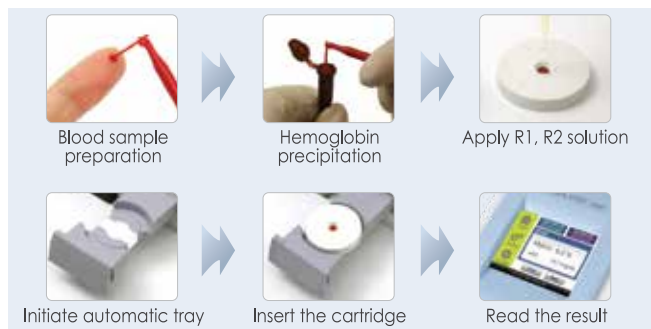 Blood sample
preparation
Hemoglobin
precipitation
Apply R1, R2 solution
Initiate automatic tray
Insert the cartridge
Read the result